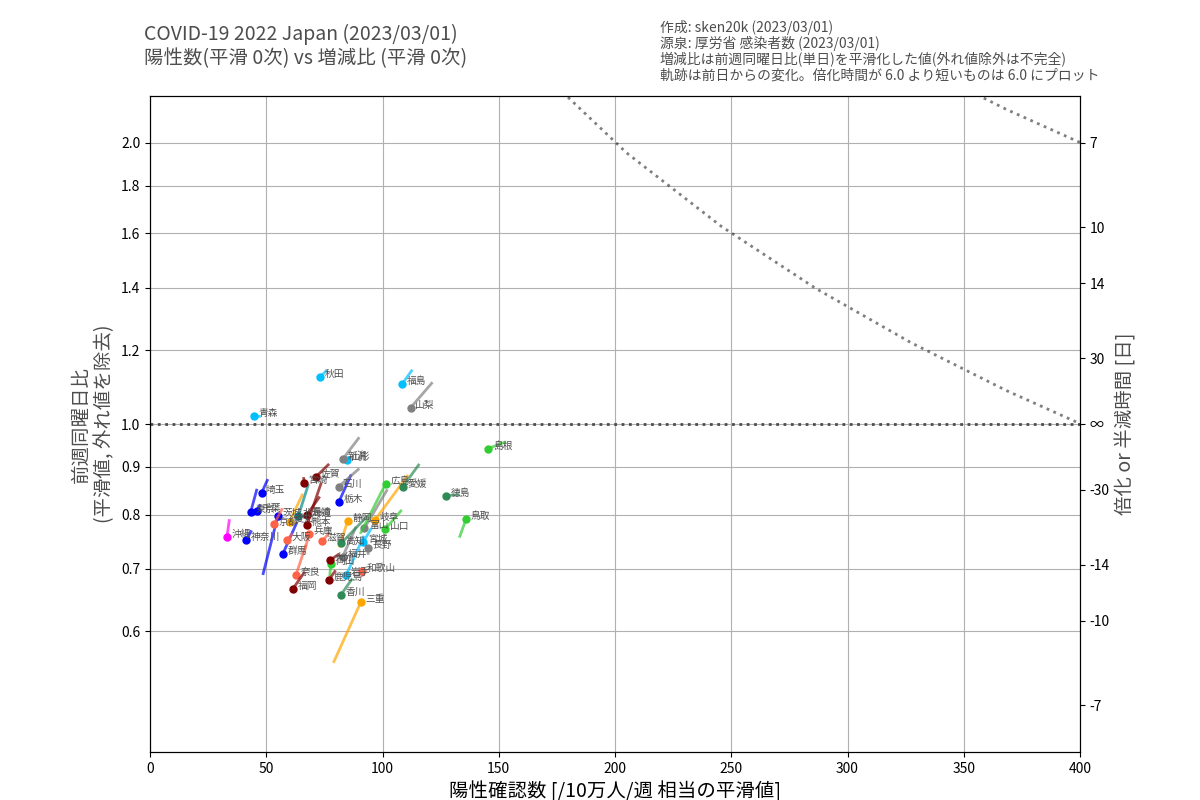 COVID-19 2022 Japan (2023/03/01)
陽性数(平滑 0次) vs 増減比 (平滑 0次)
作成: sken20k (2023/03/01)
源泉: 厚労省 感染者数 (2023/03/01)
増減比は前週同曜日比(単日)を平滑化した値(外れ値除外は不完全)
軌跡は前日からの変化。倍化時間が 6.0 より短いものは 6.0 にプロット
前週同曜日比
(平滑値, 外れ値を除去)
2.0
1.8
1.6
1.4
1.2
1.0
0.9
0.8
0.7
0.6
秋田
福島
山梨
青森
島根
佐賀
石川
広島
愛媛
埼玉
徳島
栃木
鳥取
静岡
岐阜
山口
沖縄
神奈川
大阪
兵庫
滋賀
宮城
長野
群馬
福井
奈良
和歌山
鹿児島
福岡
香川
三重
7
10
14
30
∞
-30
-14
-10
-7
倍化 or 半減時間 [日]
0 50 100 150 200 250 300 350 400
陽性確認数 [/10万人/週 相当の平滑値]